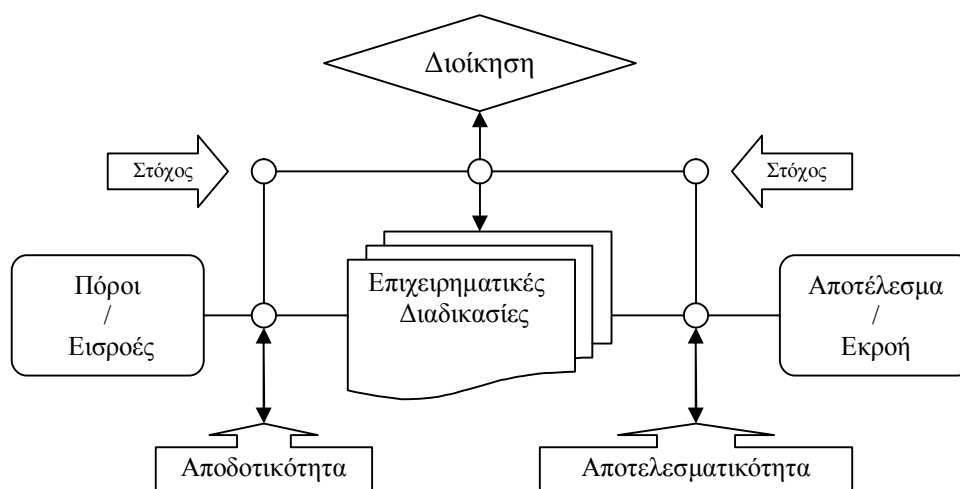 Διοίκηση
Στόχος
Στόχος
Πόροι
/
Εισροές
Επιχειρηματικές
Διαδικασίες
Αποτέλεσμα
/
Εκροή
Αποδοτικότητα
Αποτελεσματικότητα